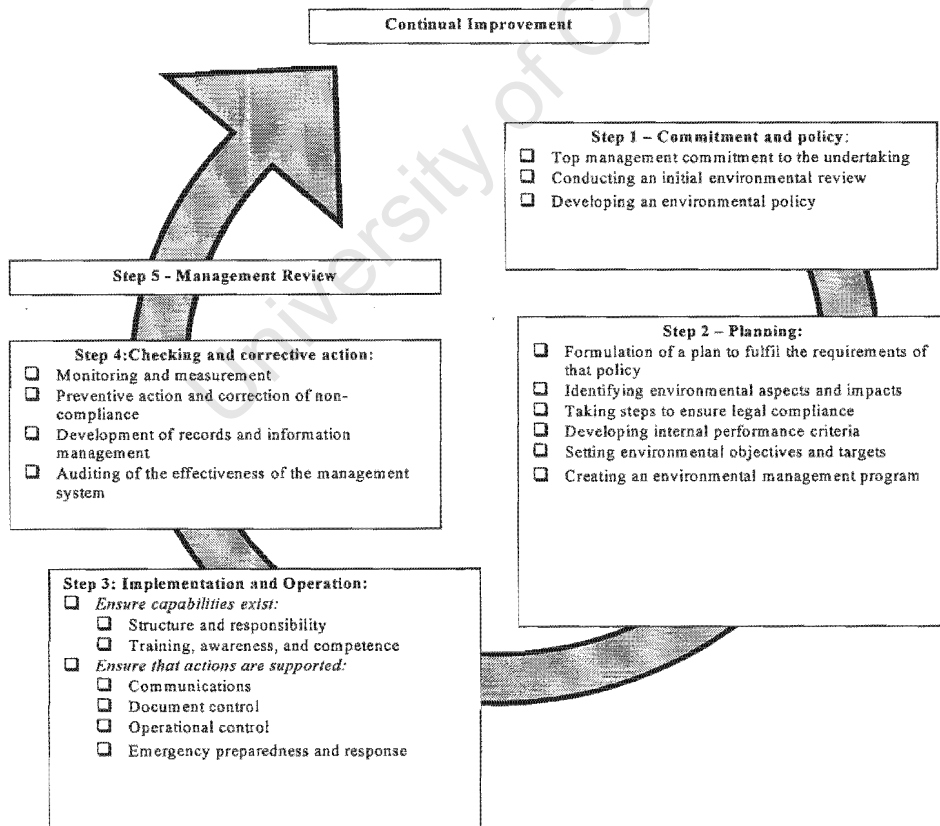 Continual Improvement
Step 1 – Commitment and policy:
❑ Top management commitment to the undertaking
❑ Conducting an initial environmental review
❑ Developing an environmental policy
Step 2 – Planning:
❑ Formulation of a plan to fulfil the requirements of
that policy
❑ Identifying environmental aspects and impacts
❑ Taking steps to ensure legal compliance
❑ Developing internal performance criteria
❑ Setting environmental objectives and targets
❑ Creating an environmental management program
Step 3: Implementation and Operation:
❑ Ensure capabilities exist:
❑ Structure and responsibility
❑ Training, awareness, and competence
❑ Ensure that actions are supported:
❑ Communications
❑ Document control
❑ Operational control
❑ Emergency preparedness and response
Step 4:Checking and corrective action:
❑ Monitoring and measurement
❑ Preventive action and correction of non-
compliance
❑ Development of records and information
management
❑ Auditing of the effectiveness of the management
system
Step 5 - Management Review
University of Ca